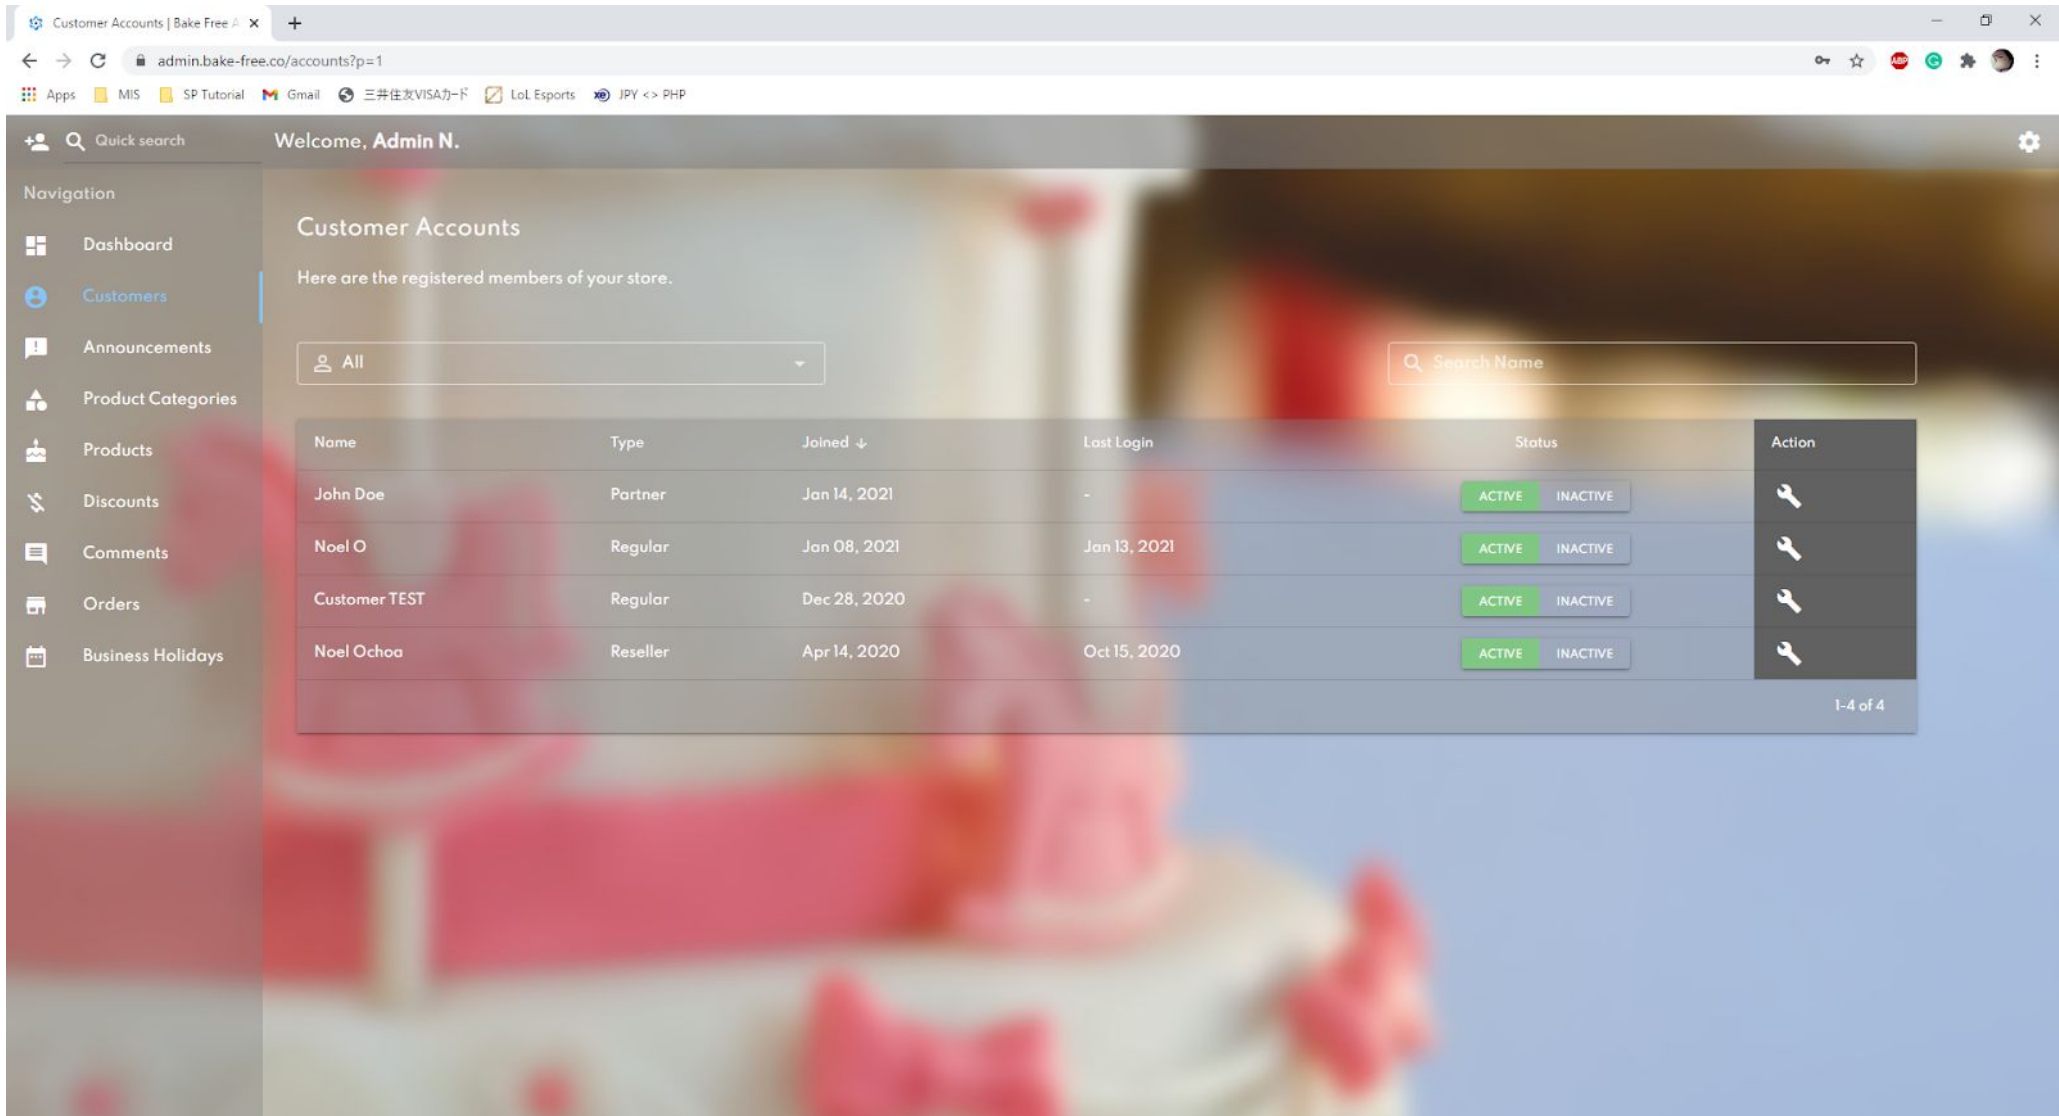 Customer Accounts | Bake Free A
admin.bake-free.co/accounts?p=1
ABP
G
Apps MIS SP Tutorial Gmail 三井住友VISAカード LoL Esports xe JPY <> PHP
Quick search Welcome, Admin N.
Navigation
Dashboard
Customers
Announcements
Product Categories
Products
Discounts
Comments
Orders
Business Holidays
Customer Accounts
Here are the registered members of your store.
All
Search Name
Name Type Joined ↓ Last Login Status Action
John Doe Partner Jan 14, 2021 - ACTIVE INACTIVE
Noel O Regular Jan 08, 2021 Jan 13, 2021 ACTIVE INACTIVE
Customer TEST Regular Dec 28, 2020 - ACTIVE INACTIVE
Noel Ochoa Reseller Apr 14, 2020 Oct 15, 2020 ACTIVE INACTIVE
1-4 of 4